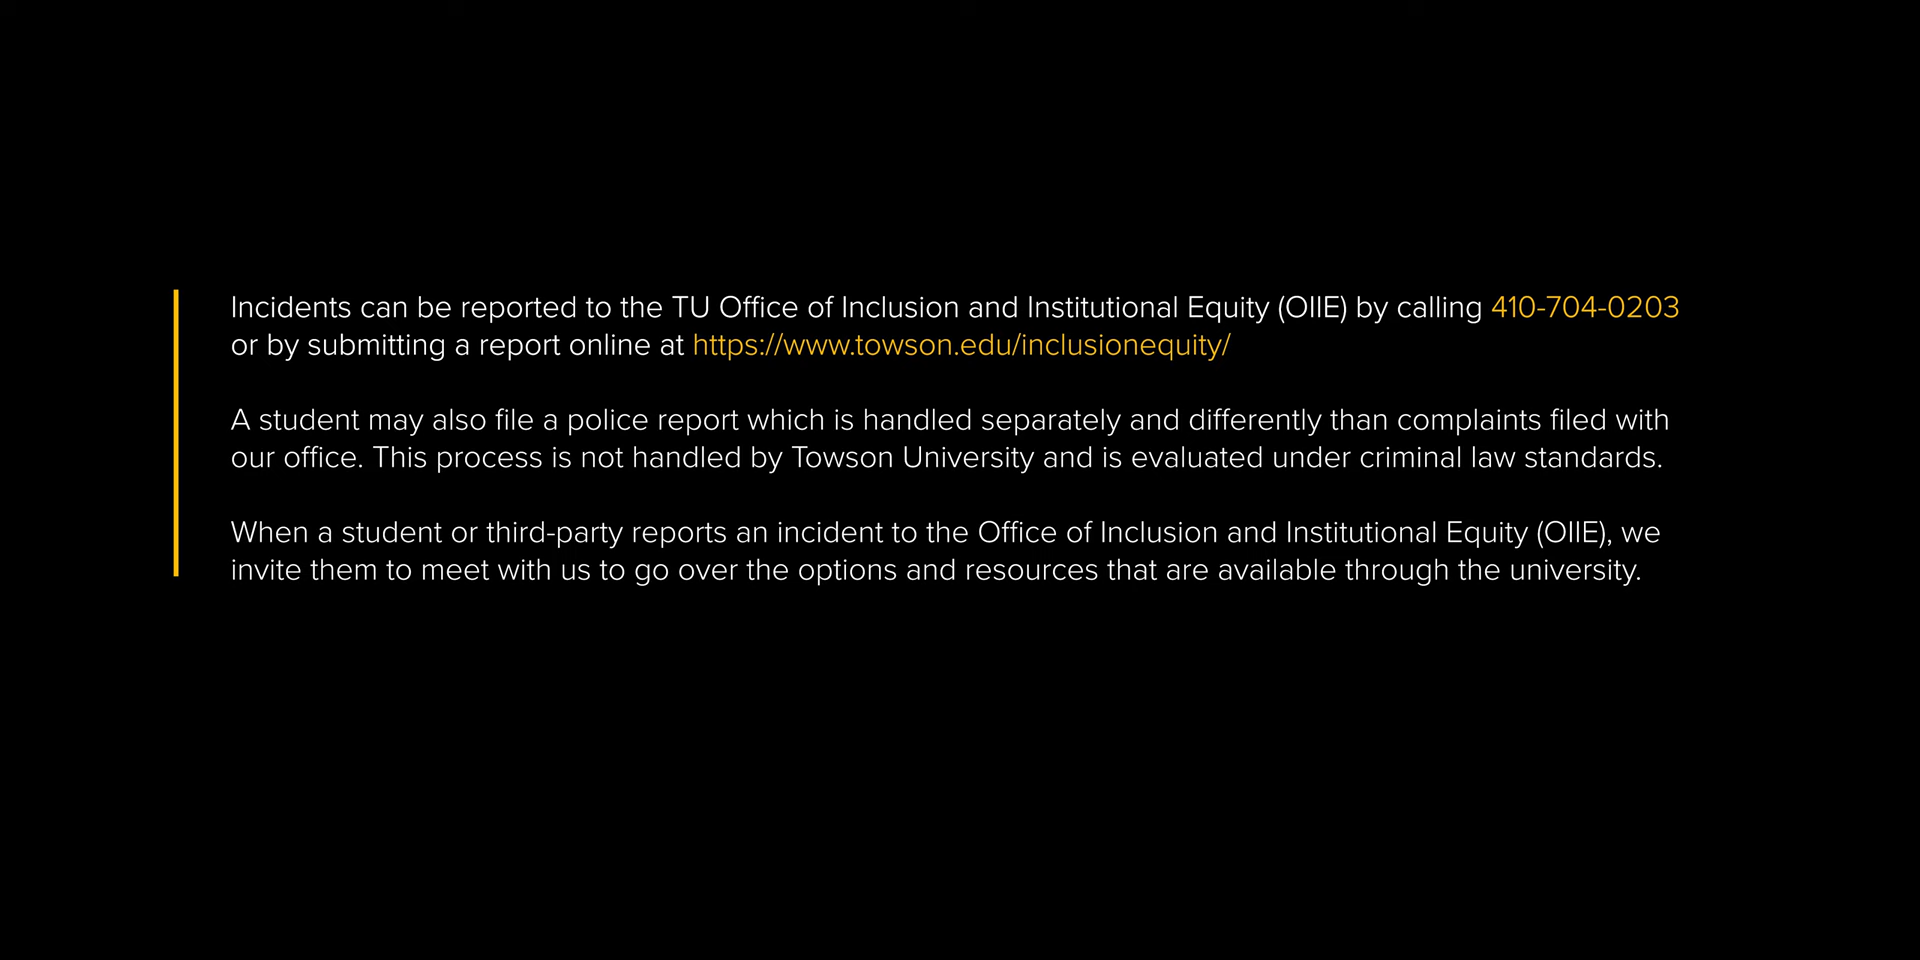 Incidents can be reported to the TU Office of Inclusion and Institutional Equity (OIIE) by calling 410-704-0203
or by submitting a report online at https://www.towson.edu/inclusionequity/
A student may also file a police report which is handled separately and differently than complaints filed with
our office. This process is not handled by Towson University and is evaluated under criminal law standards.
When a student or third-party reports an incident to the Office of Inclusion and Institutional Equity (OIIE), we
invite them to meet with us to go over the options and resources that are available through the university.